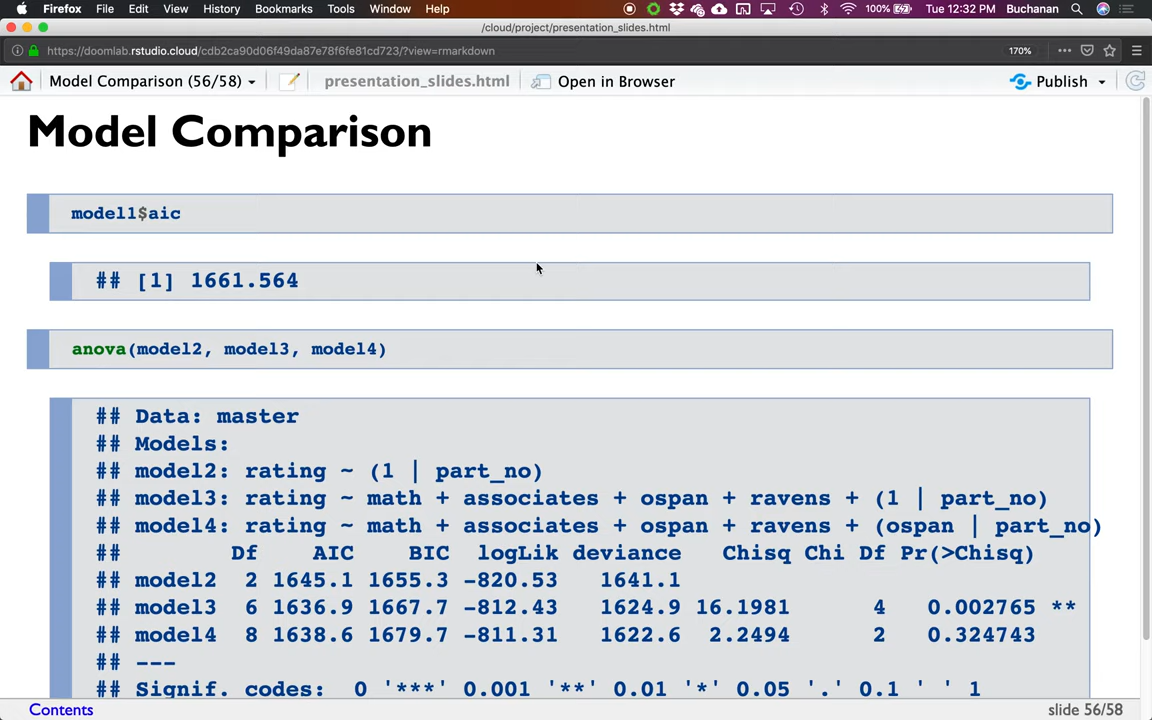 Firefox File Edit View History Bookmarks Tools Window Help 100% Tue 12:32 PM Buchanan
/cloud/project/presentation_slides.html
https://doomlab.rstudio.cloud/cdb2ca90d06f49da87e78f6fe81cd723/?view=rmarkdown 170%
Model Comparison (56/58) presentation_slides.html Open in Browser Publish
Model Comparison
model1$aic
## [1] 1661.564
anova(model2, model3, model4)
## Data: master
## Models:
## model2: rating ~ (1 | part_no)
## model3: rating ~ math + associates + ospan + ravens + (1 | part_no)
## model4: rating ~ math + associates + ospan + ravens + (ospan | part_no)
## Df AIC BIC logLik deviance Chisq Chi Df Pr(>Chisq)
## model2 2 1645.1 1655.3 -820.53 1641.1
## model3 6 1636.9 1667.7 -812.43 1624.9 16.1981 4 0.002765 **
## model4 8 1638.6 1679.7 -811.31 1622.6 2.2494 2 0.324743
## ---
## Signif. codes: 0 '***' 0.001 '**' 0.01 '*' 0.05 '.' 0.1 ' ' 1
Contents slide 56/58